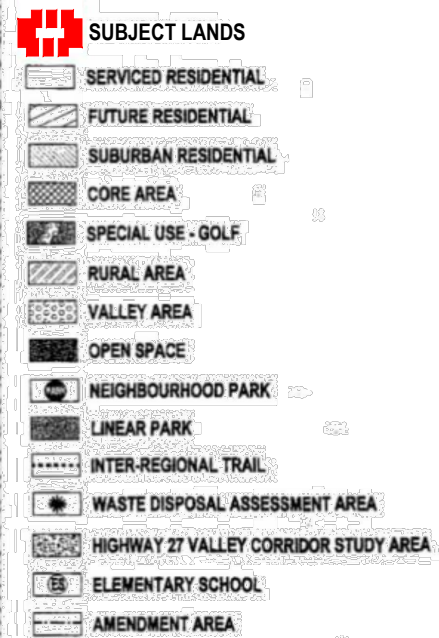 SUBJECT LANDS
SERVICED RESIDENTIAL
FUTURE RESIDENTIAL
SUBURBAN RESIDENTIAL
CORE AREA
SPECIAL USE - GOLF
RURAL AREA
VALLEY AREA
OPEN SPACE
NEIGHBOURHOOD PARK
LINEAR PARK
INTER-REGIONAL TRAIL
WASTE DISPOSAL ASSESSMENT AREA
HIGHWAY 27 VALLEY CORRIDOR STUDY AREA
ES ELEMENTARY SCHOOL
AMENDMENT AREA